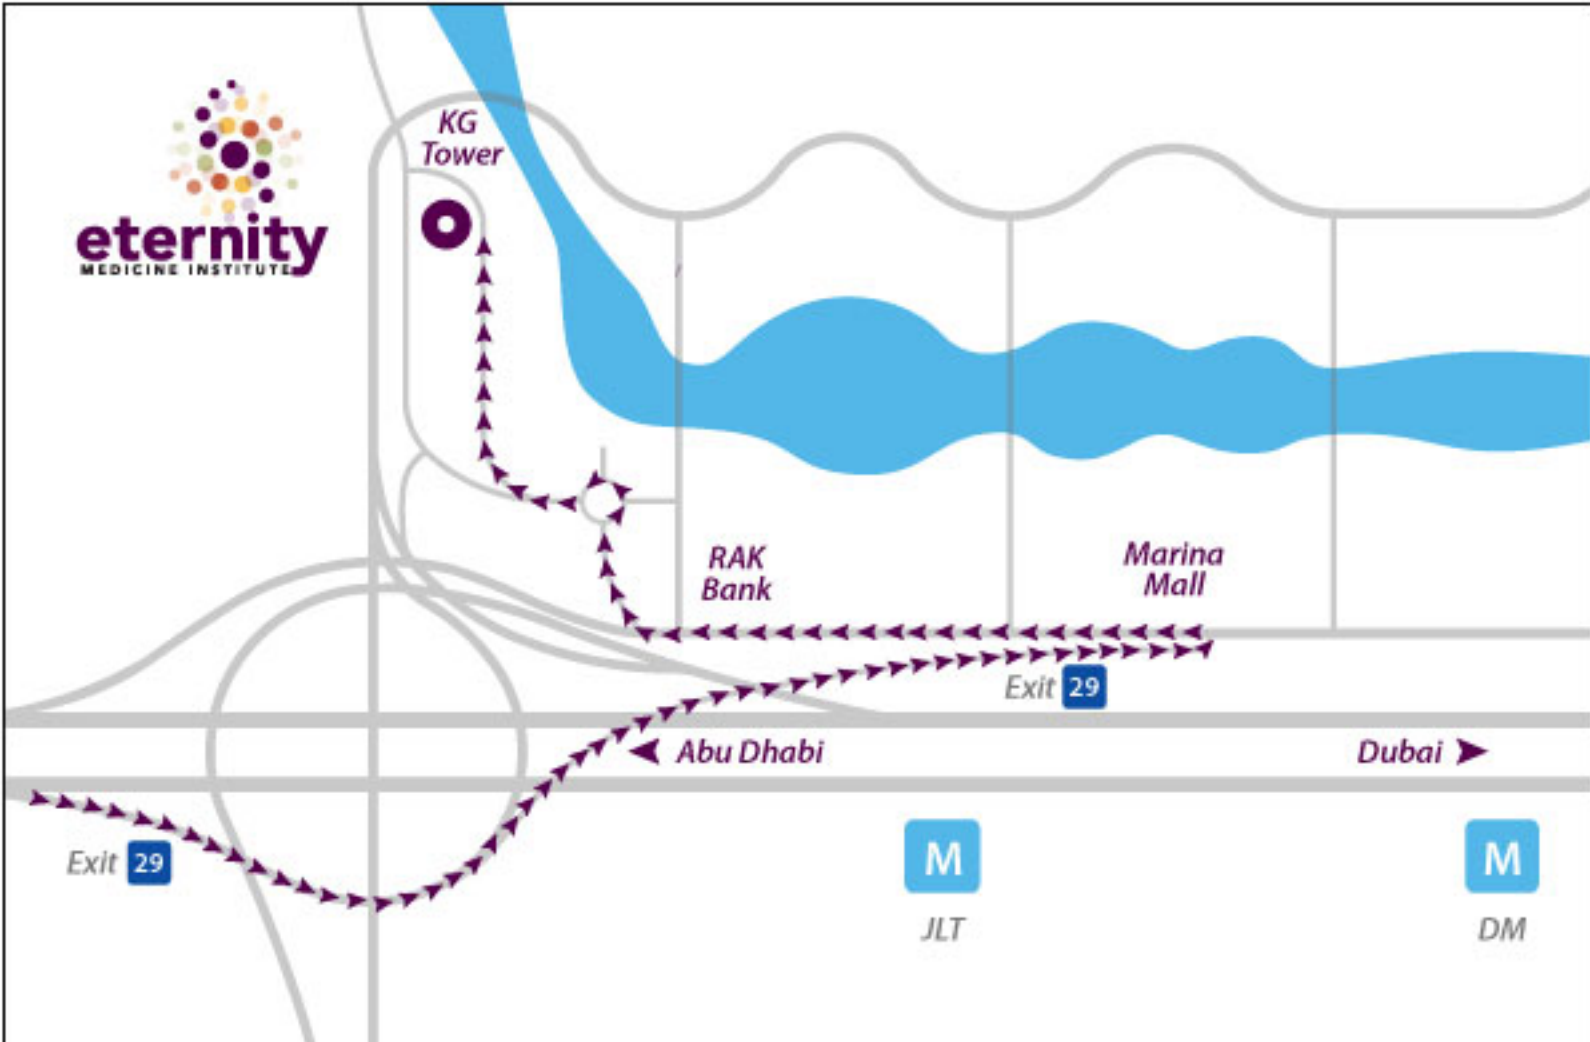 KG
Tower
eternity
MEDICINE INSTITUTE
RAK
Bank
Marina
Mall
Exit 29
Abu Dhabi
Dubai
Exit 29
M
M
JLT
DM